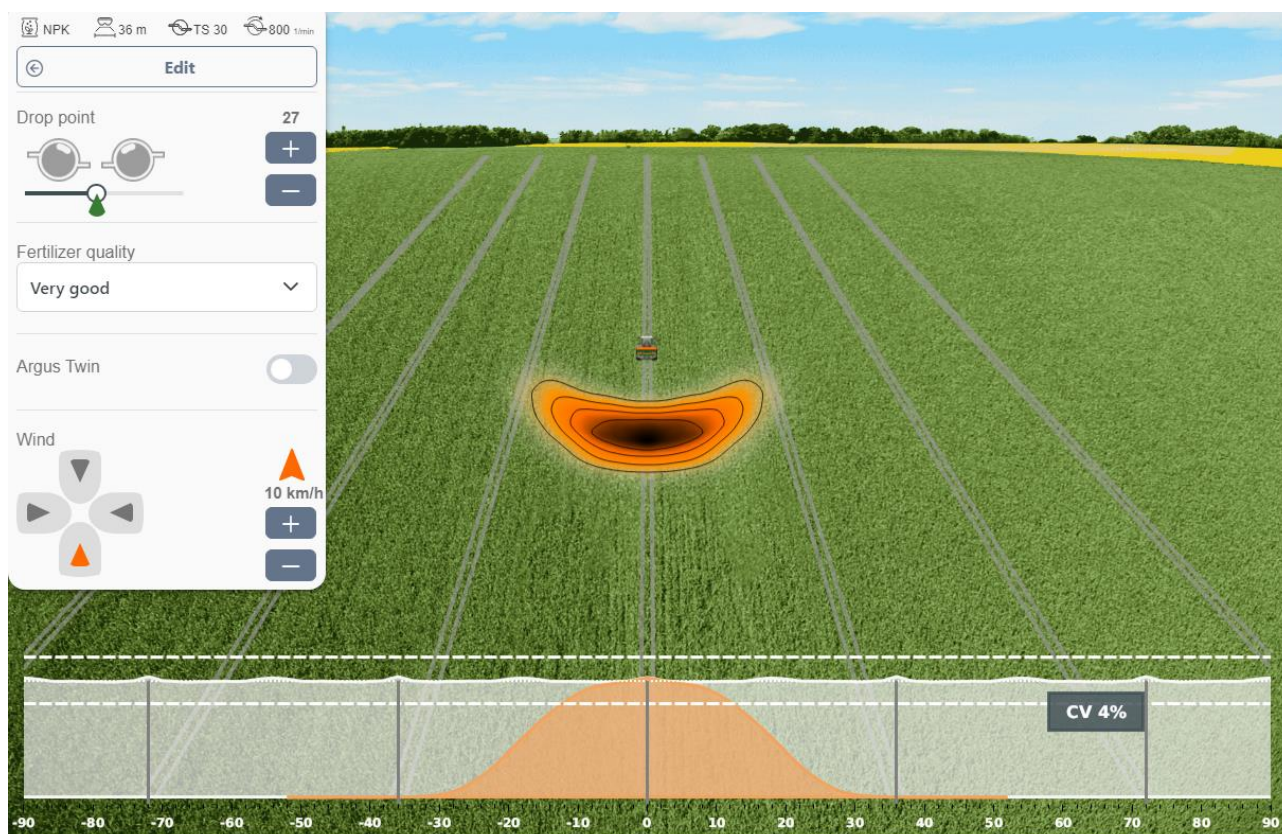 NPK 36 m TS 30 800 1/min
Edit
Drop point 27
+
−
Fertilizer quality
Very good
Argus Twin
Wind
10 km/h
+
−
CV 4%
-90 -80 -70 -60 -50 -40 -30 -20 -10 0 10 20 30 40 50 60 70 80 90